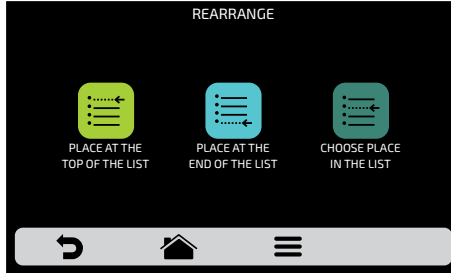 REARRANGE
PLACE AT THE
TOP OF THE LIST
PLACE AT THE
END OF THE LIST
CHOOSE PLACE
IN THE LIST